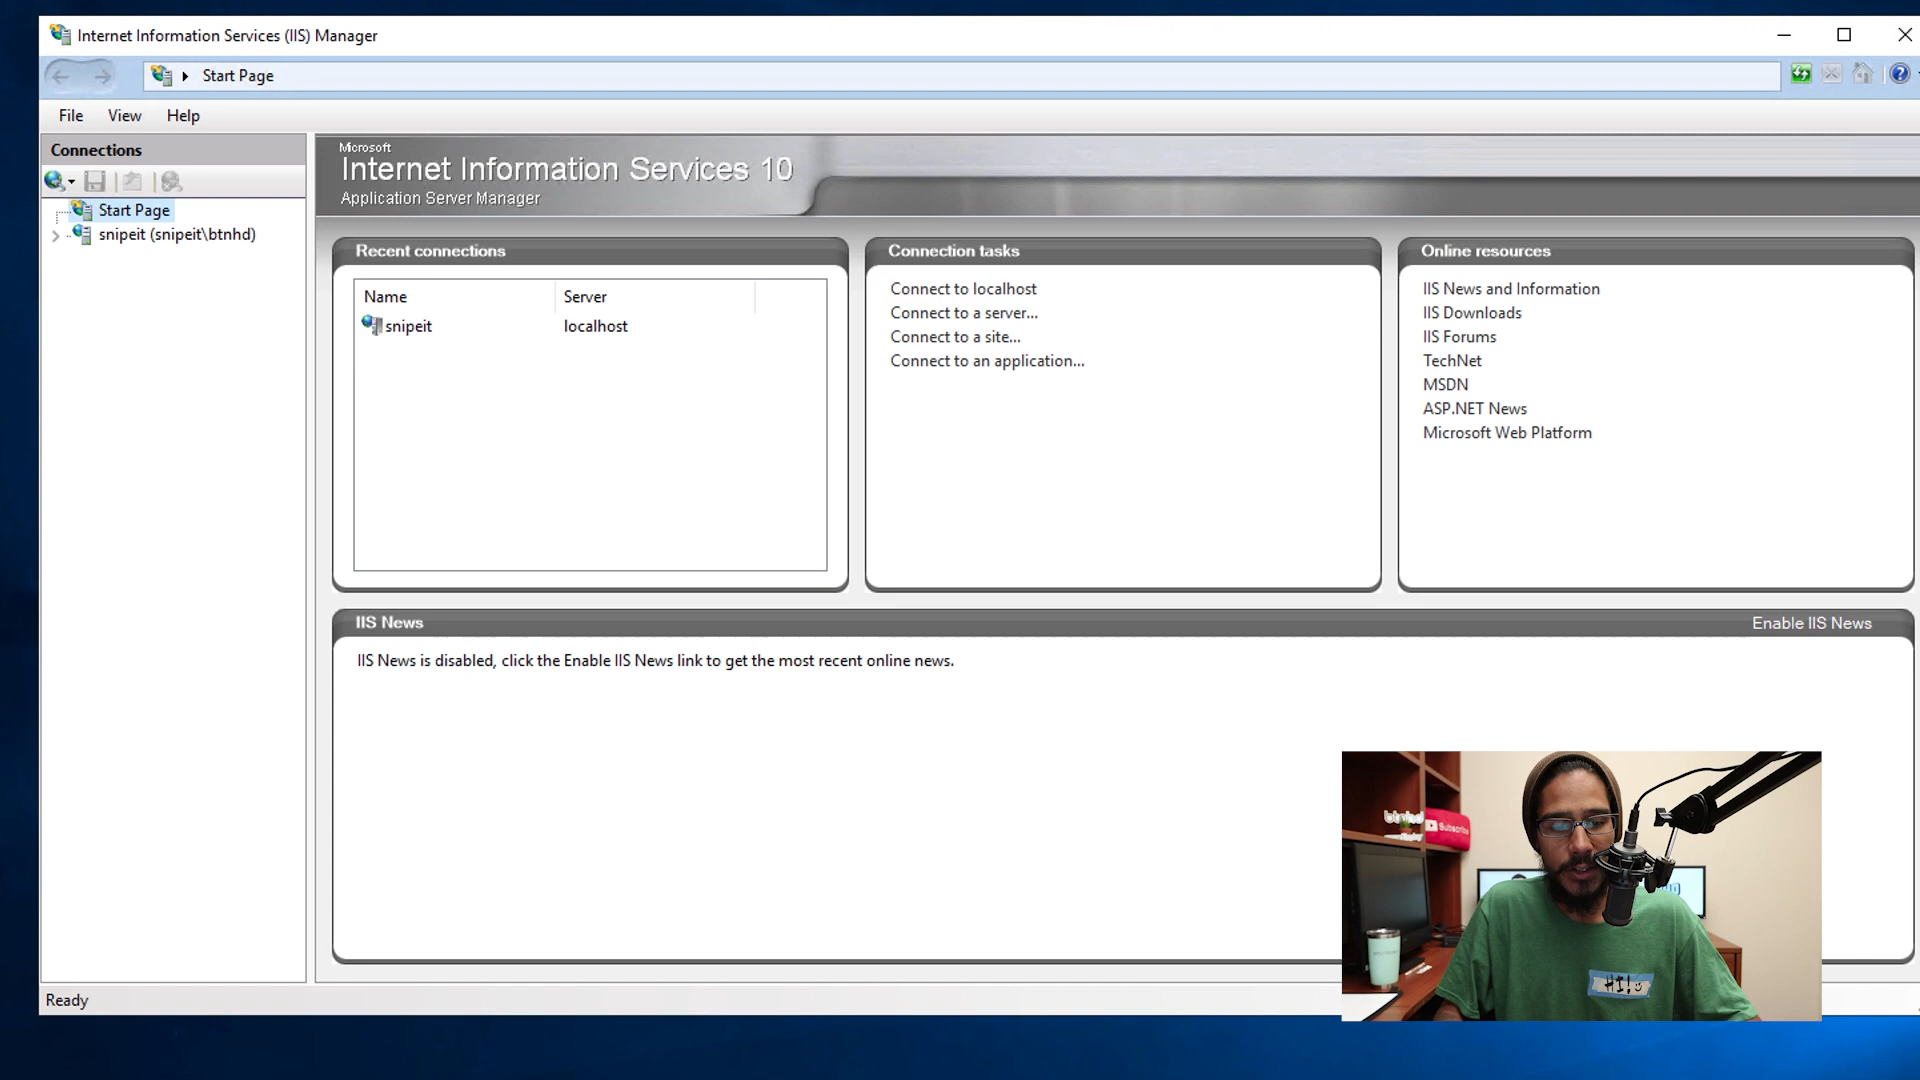 Internet Information Services (IIS) Manager
Start Page
File View Help
Connections
Start Page
snipeit (snipeit\btnhd)
Microsoft
Internet Information Services 10
Application Server Manager
Recent connections
Name Server
snipeit localhost
Connection tasks
Connect to localhost
Connect to a server...
Connect to a site...
Connect to an application...
Online resources
IIS News and Information
IIS Downloads
IIS Forums
TechNet
MSDN
ASP.NET News
Microsoft Web Platform
IIS News Enable IIS News
IIS News is disabled, click the Enable IIS News link to get the most recent online news.
btnhd
Subscribe
HI!
Ready